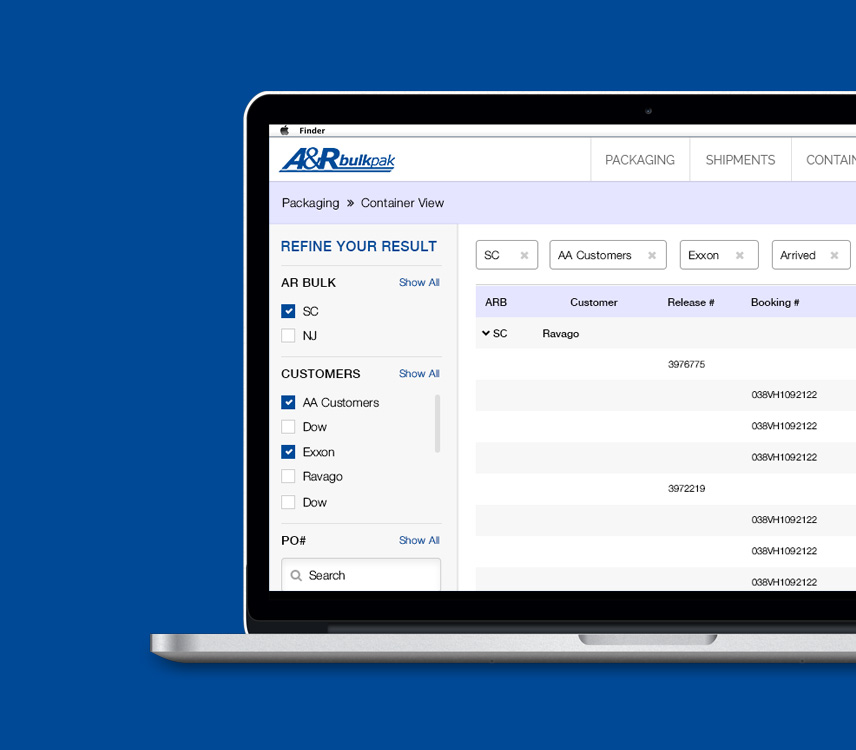 Finder
A&R bulkpak
PACKAGING SHIPMENTS
Packaging » Container View
REFINE YOUR RESULT
AR BULK Show All
SC
NJ
CUSTOMERS Show All
AA Customers
Dow
Exxon
Ravago
Dow
PO# Show All
Search
SC AA Customers Exxon Arrived
ARB Customer Release # Booking #
SC Ravago
3976775
038VH1092122
038VH1092122
038VH1092122
3972219
038VH1092122
038VH1092122
038VH1092122